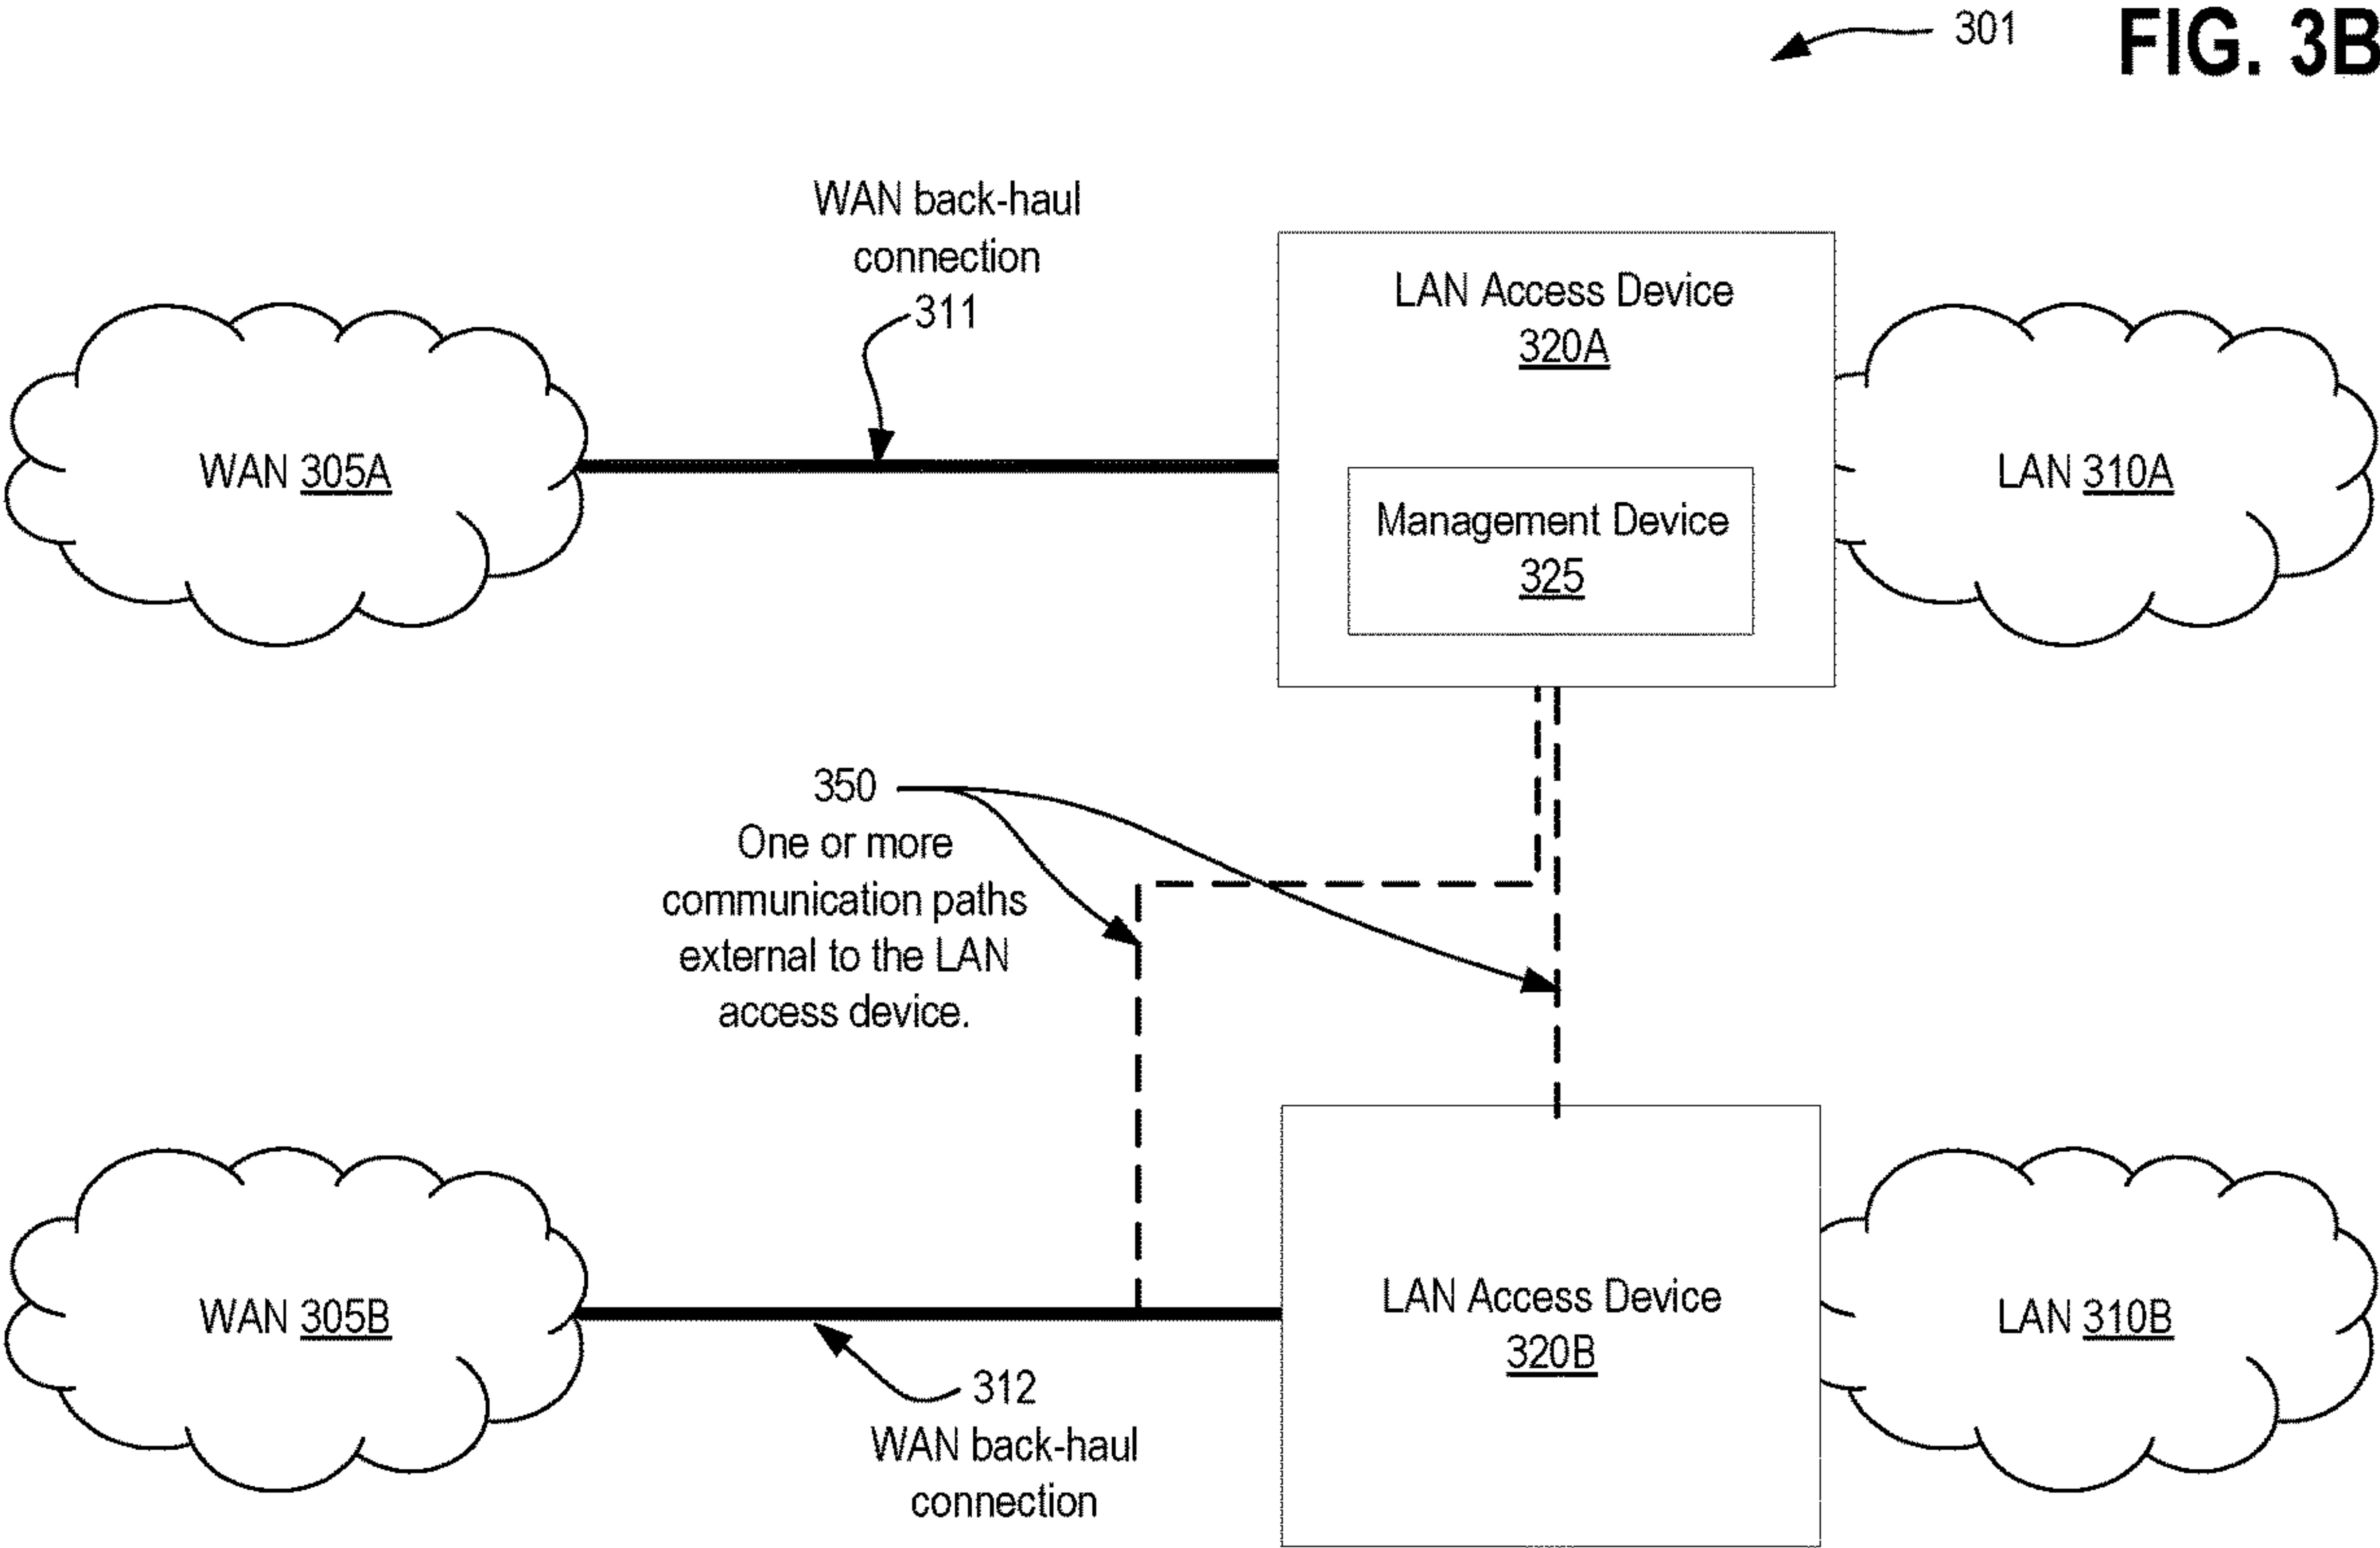 301
FIG. 3B
WAN back-haul
connection
311
LAN Access Device
320A
WAN 305A
Management Device
325
LAN 310A
350
One or more
communication paths
external to the LAN
access device.
WAN 305B
LAN Access Device
320B
LAN 310B
312
WAN back-haul
connection